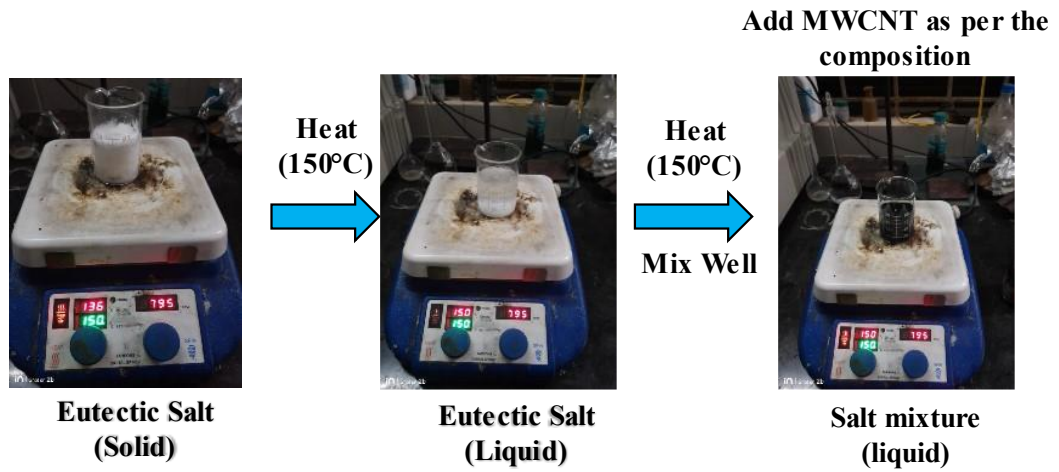 Add MWCNT as per the
composition
Heat
(150°C)
Heat
(150°C)
Mix Well
136
150
795
150
150
795
150
150
795
Eutectic Salt
(Solid)
Eutectic Salt
(Liquid)
Salt mixture
(liquid)